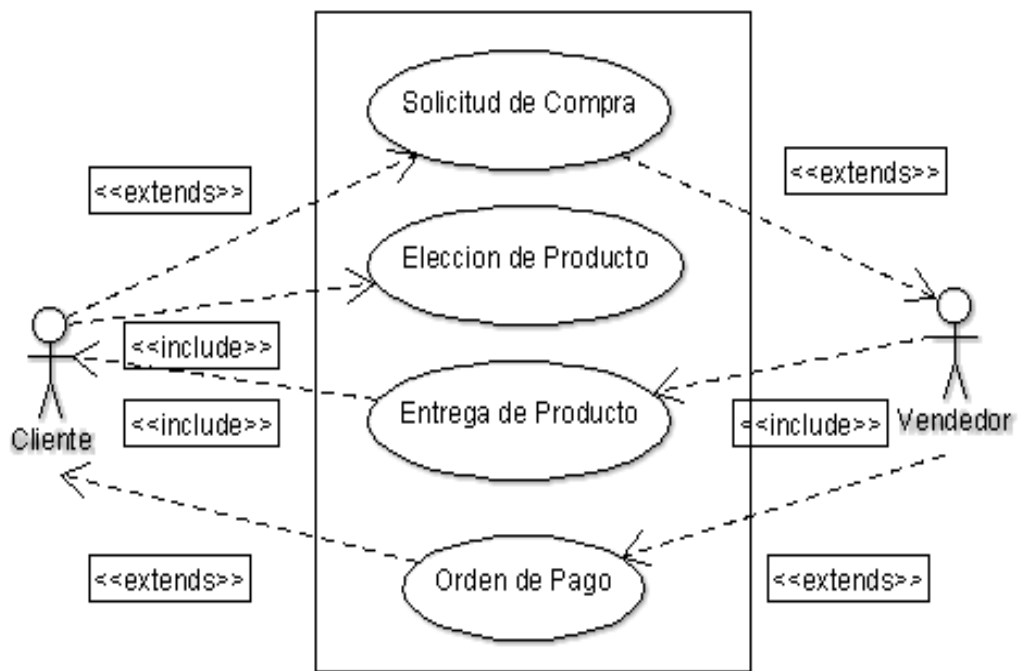 Solicitud de Compra
<<extends>>
<<extends>>
Eleccion de Producto
<<include>>
Entrega de Producto
<<include>>
<<include>>
Cliente
Vendedor
<<extends>>
Orden de Pago
<<extends>>